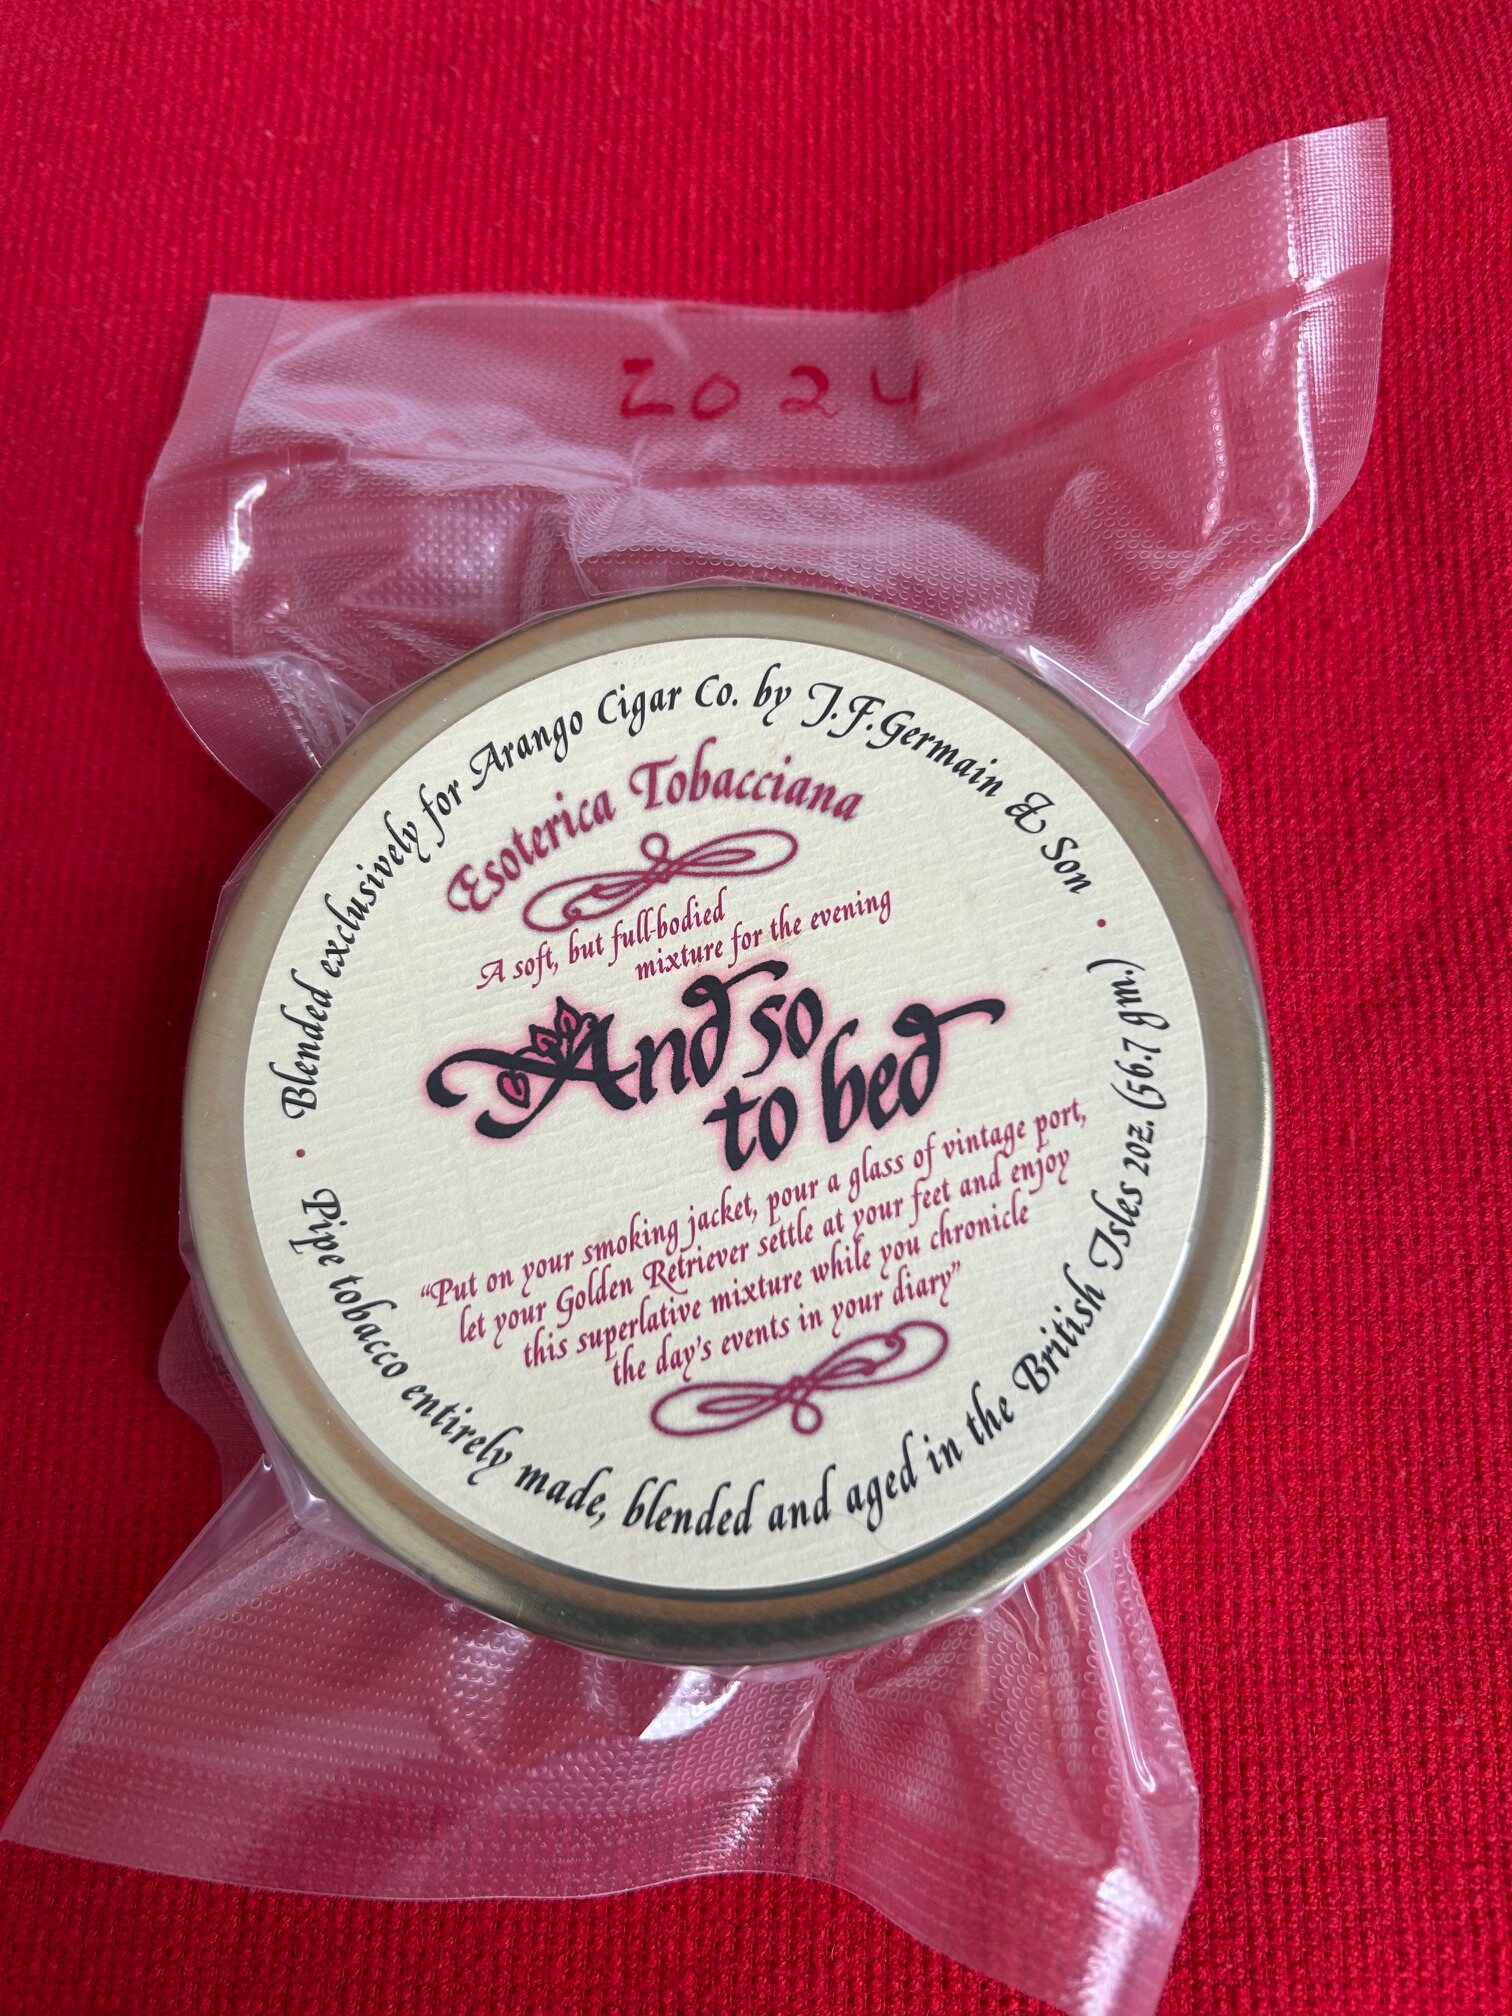 2024
Blended exclusively for Arango Cigar Co. by J.F.Germain & Son
Esoterica Tobacciana
A soft, but full-bodied
mixture for the evening
And so
to bed
"Put on your smoking jacket, pour a glass of vintage port,
let your Golden Retriever settle at your feet and enjoy
this superlative mixture while you chronicle
the day's events in your diary"
Pipe tobacco entirely made, blended and aged in the British Isles 2oz. (56.7 gm.)